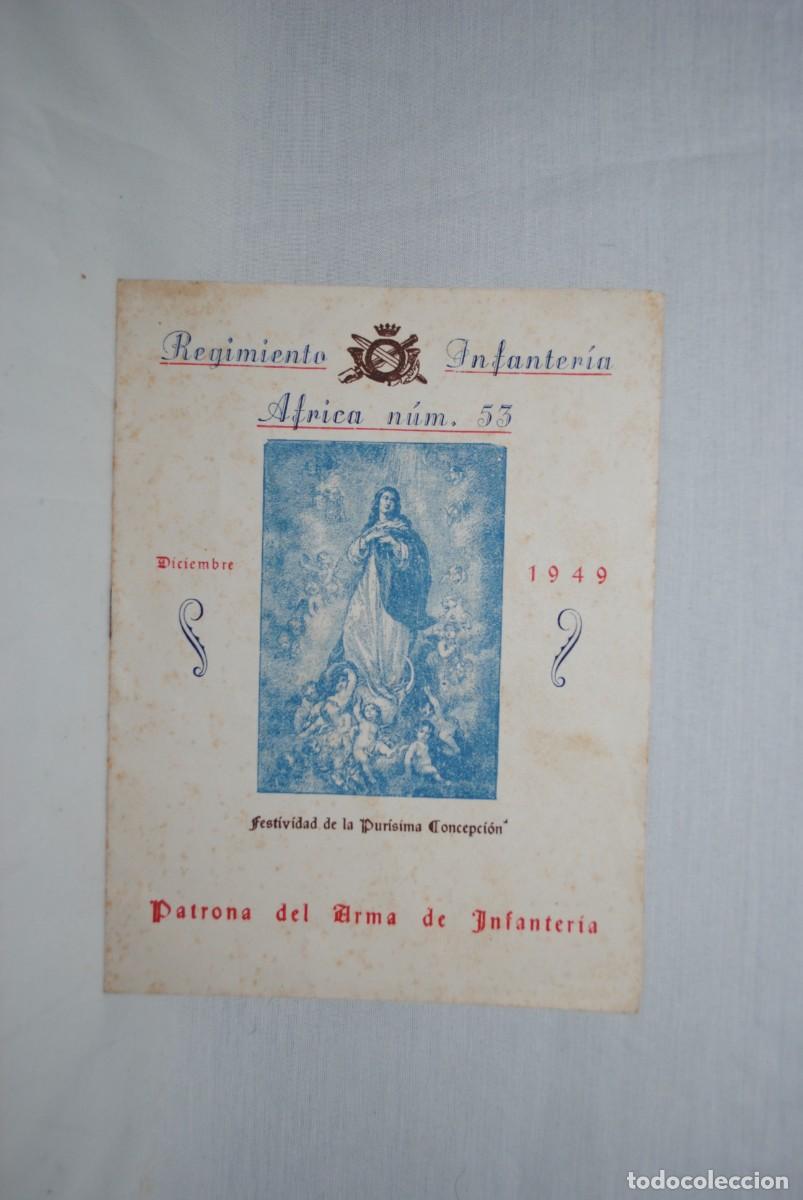 Regimiento Infantería
Africa núm. 53
Diciembre 1949
Festividad de la Purísima Concepción
Patrona del Arma de Infantería
todocoleccion